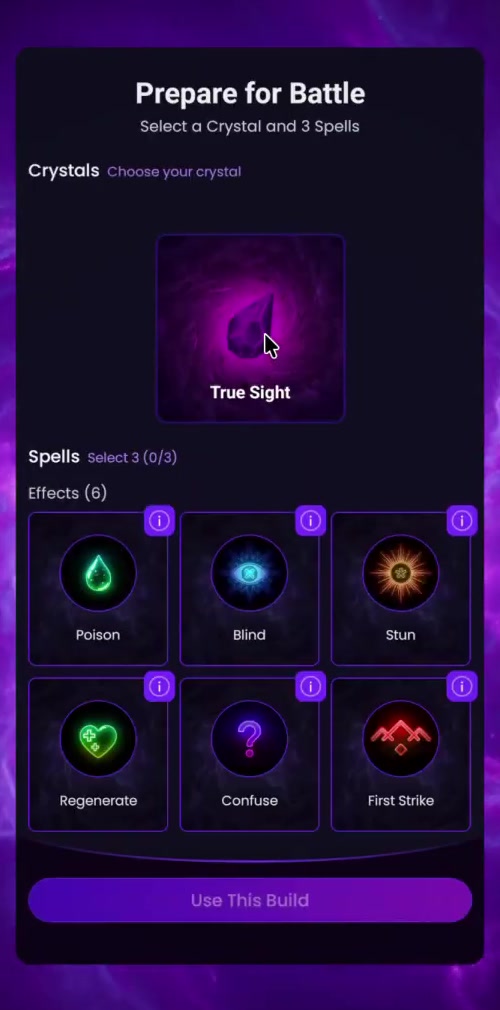 Prepare for Battle
Select a Crystal and 3 Spells
Crystals Choose your crystal
True Sight
Spells Select 3 (0/3)
Effects (6)
i i i
Poison Blind Stun
i i i
?
Regenerate Confuse First Strike
Use This Build